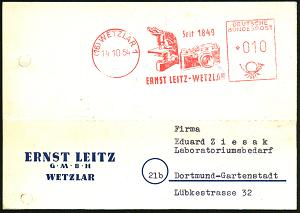 (16) WETZLAR 1
14.10.54
Seit 1849
ERNST LEITZ-WETZLAR
DEUTSCHE
BUNDESPOST
010
Firma
Eduard Ziesak
Laboratoriumsbedarf
ERNST LEITZ
G·M·B·H
WETZLAR
21b
Dortmund-Gartenstadt
Lübkestrasse 32